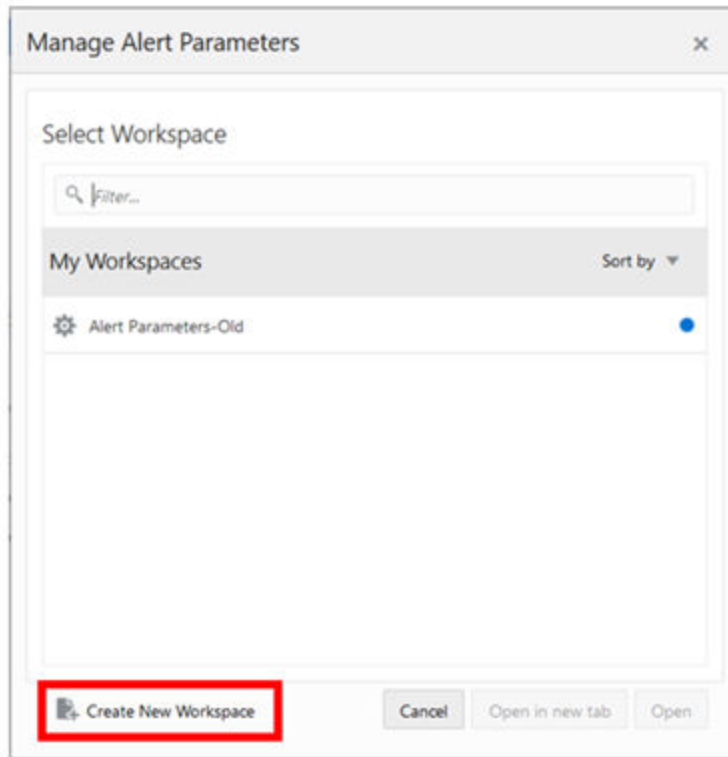 Manage Alert Parameters
Select Workspace
Filter...
My Workspaces Sort by
Alert Parameters-Old
Create New Workspace Cancel Open in new tab Open